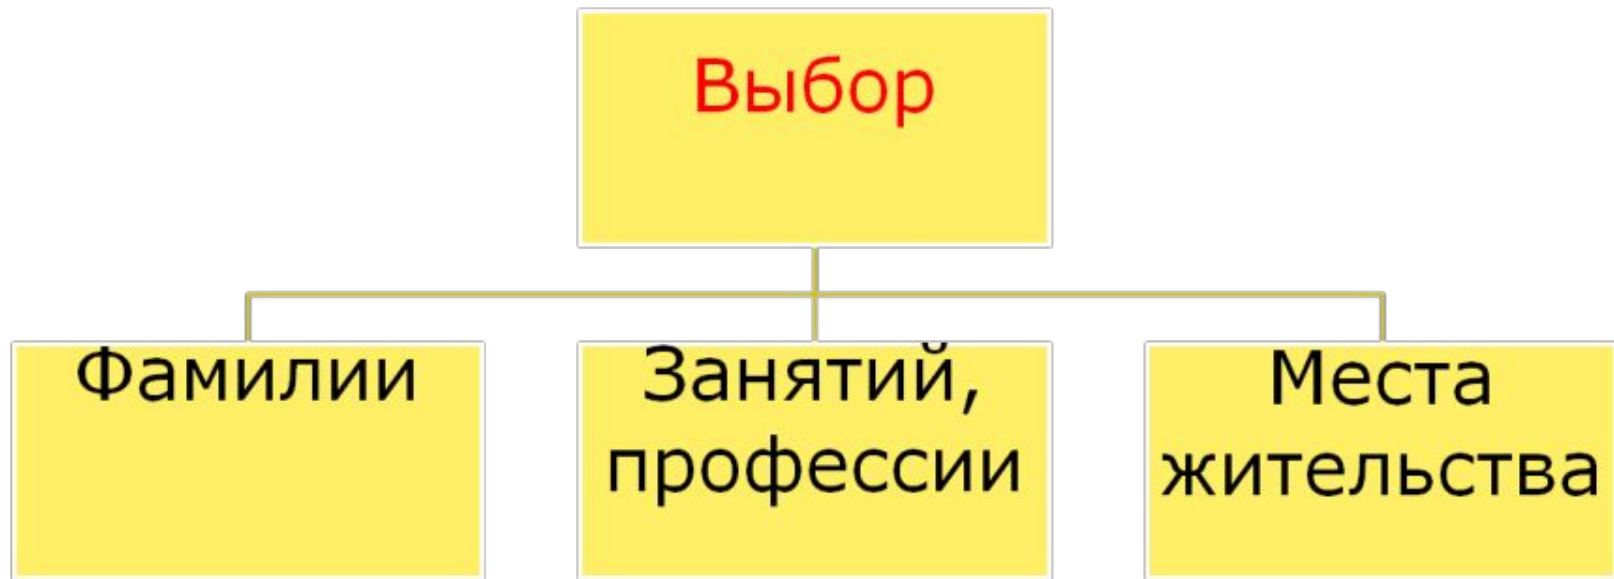 Выбор
Фамилии
Занятий,
профессии
Места
жительства